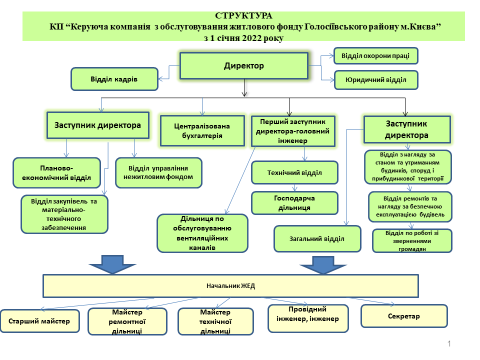 СТРУКТУРА
КП “Керуюча компанія з обслуговування житлового фонду Голосіївського району м.Києва”
з 1 січня 2022 року
Директор
Відділ охорони праці
Відділ кадрів
Юридичний відділ
Заступник директора
Централізована
бухгалтерія
Перший заступник
директора-головний
інженер
Заступник
директора
Планово-
економічний відділ
Відділ управління
нежитловим фондом
Технічний відділ
Відділ з нагляду за
станом та утриманям
будинків, споруд і
прибудинкової території
Відділ закупівель та
матеріально-
технічного
забезпечення
Господарча
дільниця
Відділ ремонтів та
нагляду за безпечною
експлуатацією будівель
Дільниця по
обслуговуванню
вентиляційних
каналів
Загальний відділ
Відділ по роботі зі
зверненнями
громадян
Начальник ЖЕД
Старший майстер
Майстер
ремонтної
дільниці
Майстер
технічної
дільниці
Провідний
інженер, інженер
Секретар
1